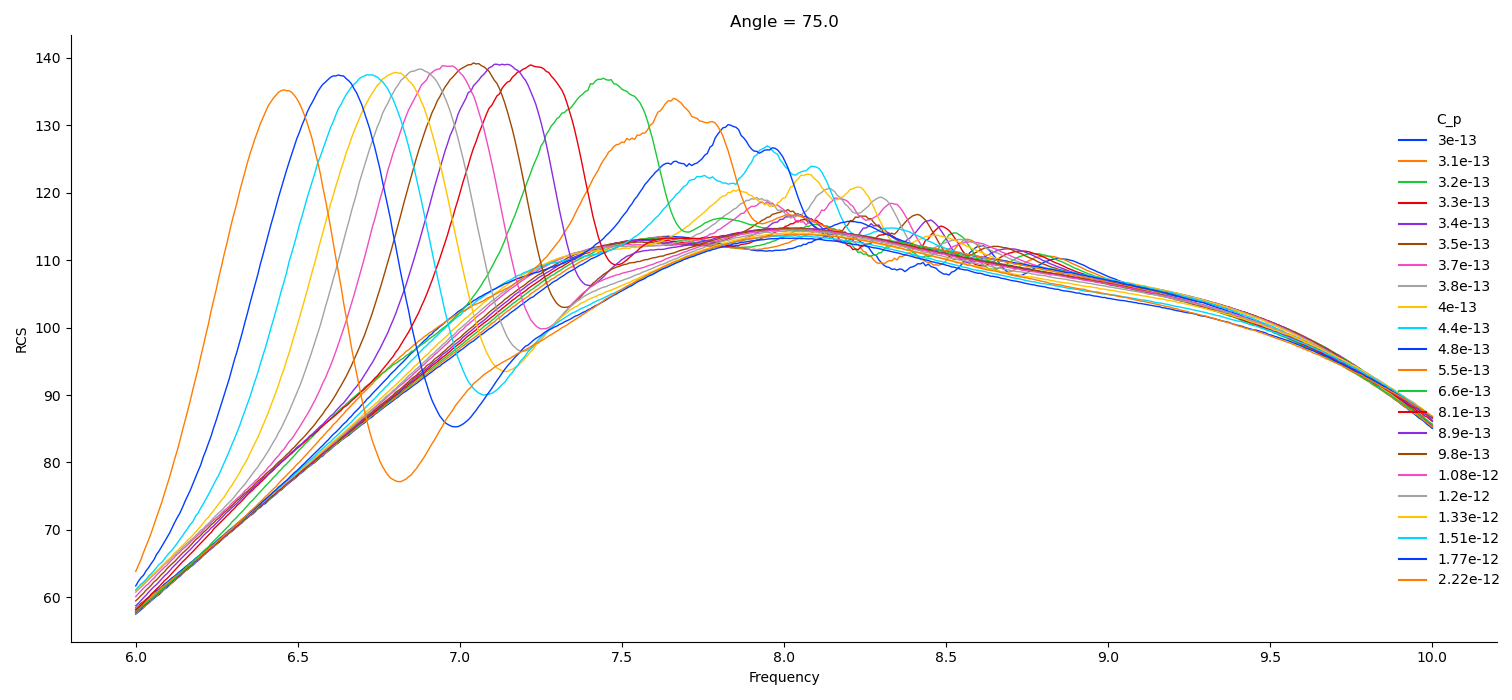 Angle = 75.0
140
130
120
110
100
90
80
70
60
RCS
6.0 6.5 7.0 7.5 8.0 8.5 9.0 9.5 10.0
Frequency
C_p
3e-13
3.1e-13
3.2e-13
3.3e-13
3.4e-13
3.5e-13
3.7e-13
3.8e-13
4e-13
4.4e-13
4.8e-13
5.5e-13
6.6e-13
8.1e-13
8.9e-13
9.8e-13
1.08e-12
1.2e-12
1.33e-12
1.51e-12
1.77e-12
2.22e-12